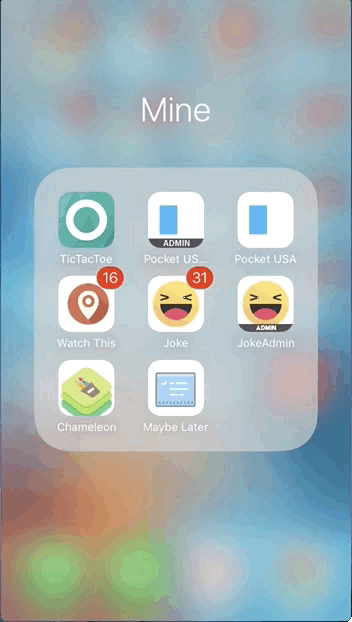 Mine
TicTacToe
ADMIN
Pocket US...
Pocket USA
16
Watch This
31
Joke
ADMIN
JokeAdmin
Chameleon
Maybe Later